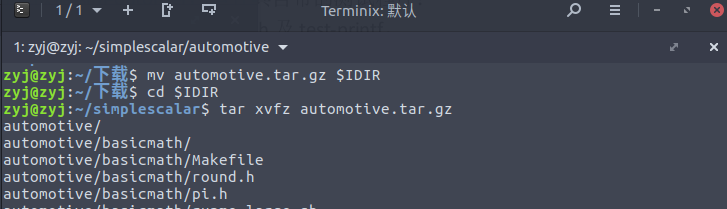 1 / 1
Terminix: 默认
1: zyj@zyj: ~/simplescalar/automotive
zyj@zyj:~/下载$ mv automotive.tar.gz $IDIR
zyj@zyj:~/下载$ cd $IDIR
zyj@zyj:~/simplescalar$ tar xvfz automotive.tar.gz
automotive/
automotive/basicmath/
automotive/basicmath/Makefile
automotive/basicmath/round.h
automotive/basicmath/pi.h